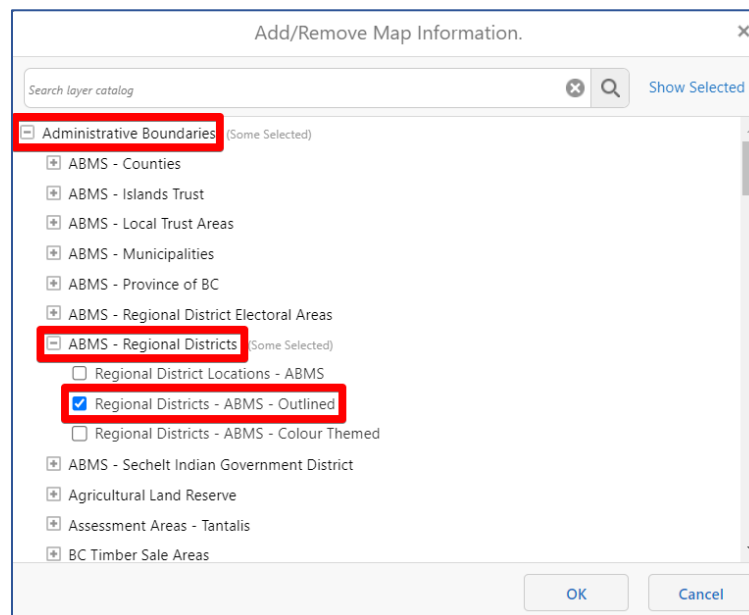 Add/Remove Map Information.
Search layer catalog
Show Selected
Administrative Boundaries (Some Selected)
ABMS - Counties
ABMS - Islands Trust
ABMS - Local Trust Areas
ABMS - Municipalities
ABMS - Province of BC
ABMS - Regional District Electoral Areas
ABMS - Regional Districts (Some Selected)
Regional District Locations - ABMS
Regional Districts - ABMS - Outlined
Regional Districts - ABMS - Colour Themed
ABMS - Sechelt Indian Government District
Agricultural Land Reserve
Assessment Areas - Tantalis
BC Timber Sale Areas
OK Cancel